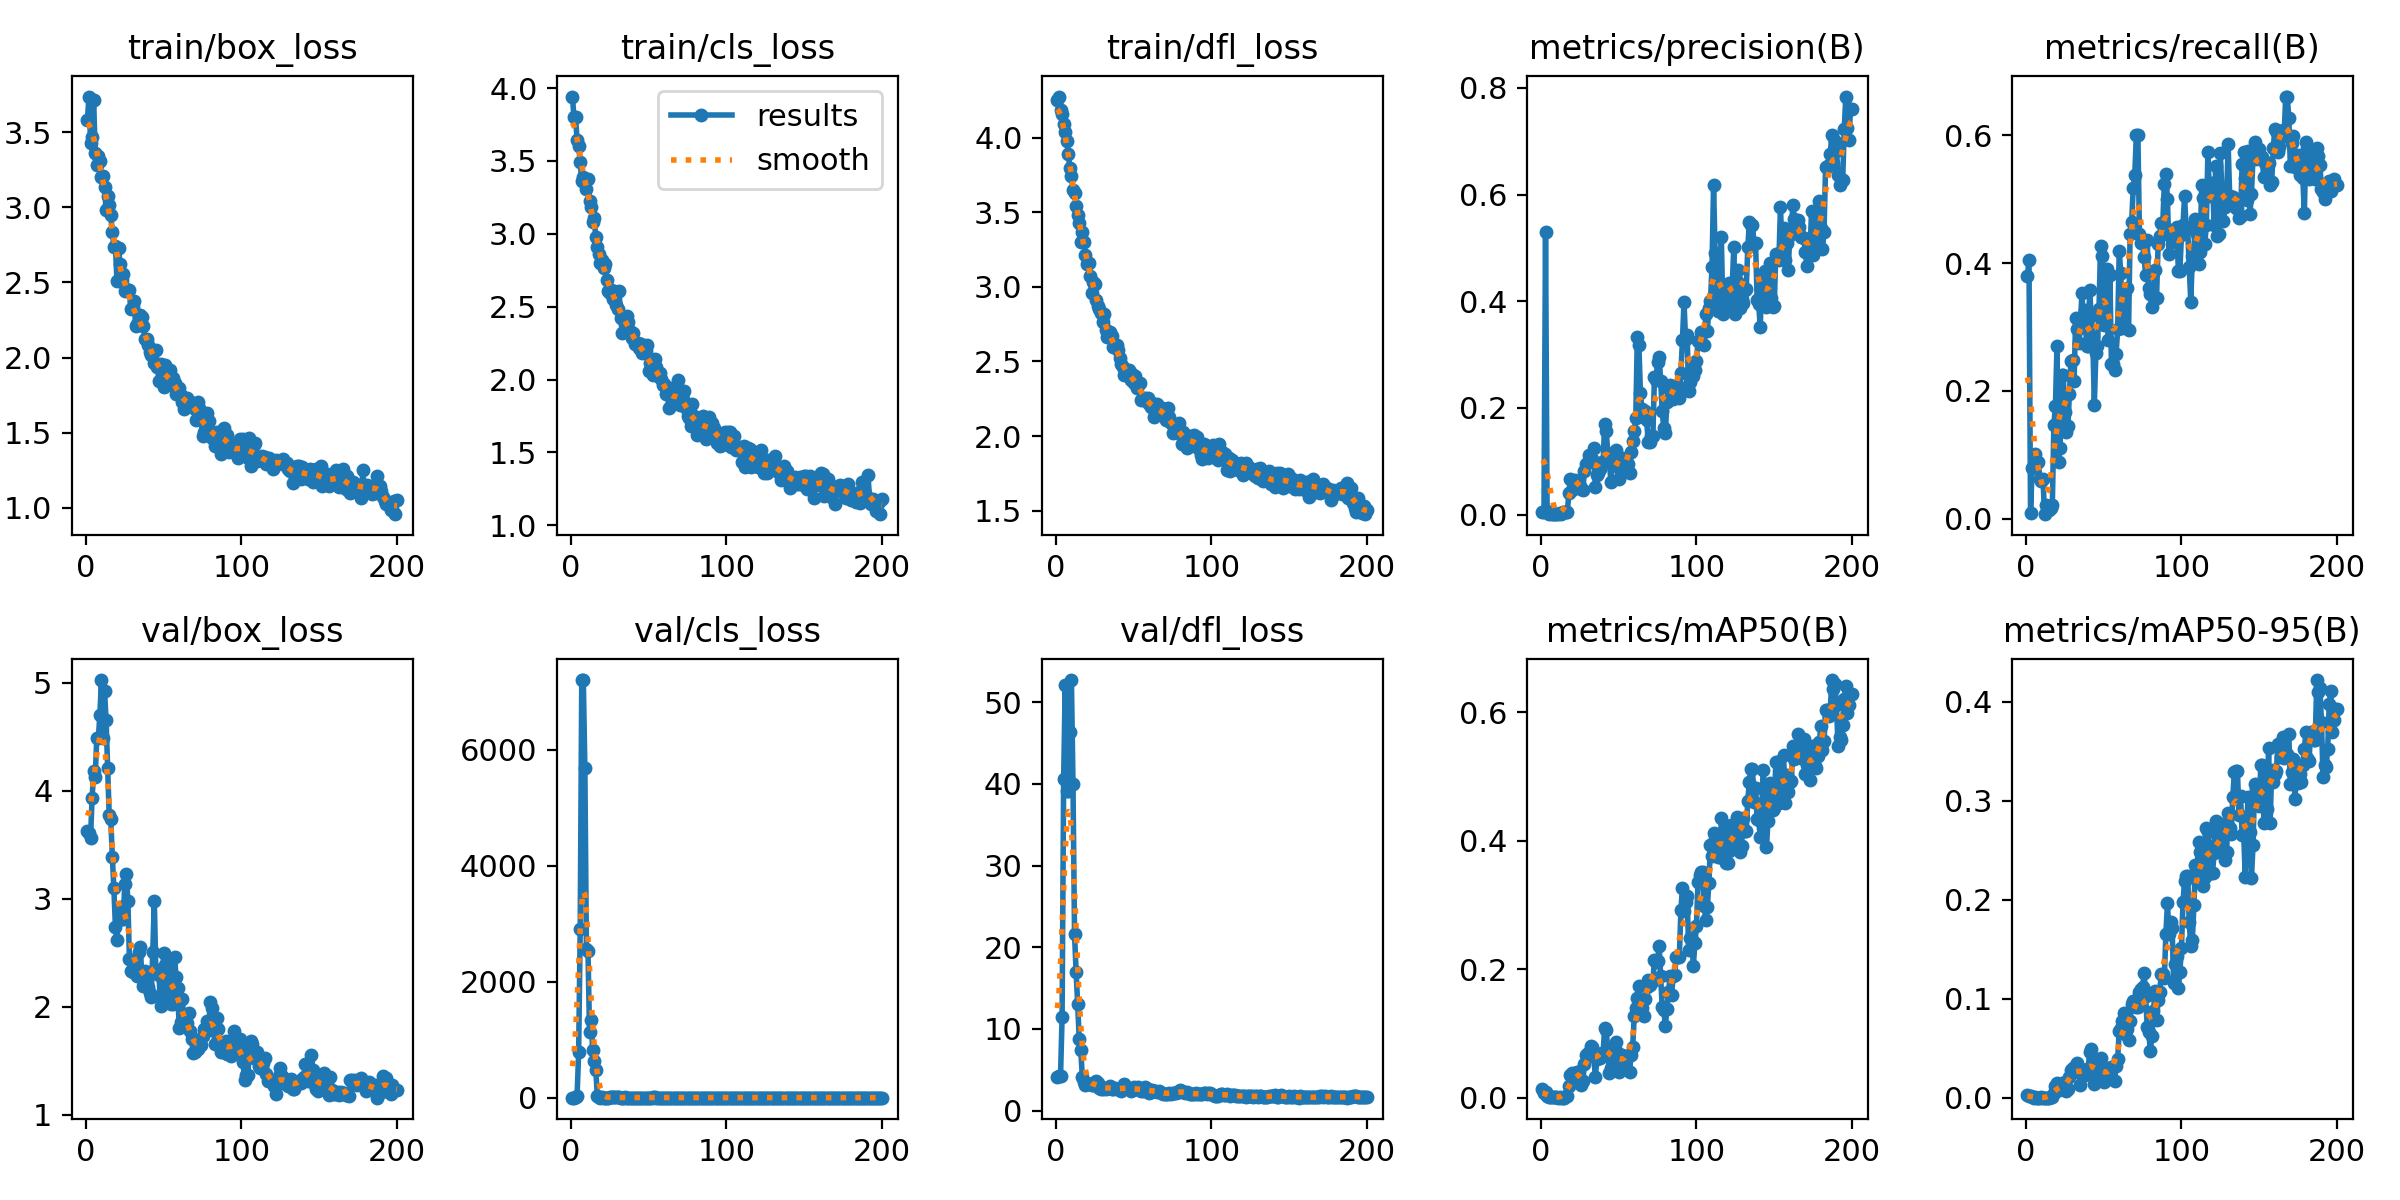 train/box_loss
3.5
3.0
2.5
2.0
1.5
1.0
0 100 200
train/cls_loss
results
smooth
4.0
3.5
3.0
2.5
2.0
1.5
1.0
0 100 200
train/dfl_loss
4.0
3.5
3.0
2.5
2.0
1.5
0 100 200
metrics/precision(B)
0.8
0.6
0.4
0.2
0.0
0 100 200
metrics/recall(B)
0.6
0.4
0.2
0.0
0 100 200
val/box_loss
5
4
3
2
1
0 100 200
val/cls_loss
6000
4000
2000
0
0 100 200
val/dfl_loss
50
40
30
20
10
0
0 100 200
metrics/mAP50(B)
0.6
0.4
0.2
0.0
0 100 200
metrics/mAP50-95(B)
0.4
0.3
0.2
0.1
0.0
0 100 200